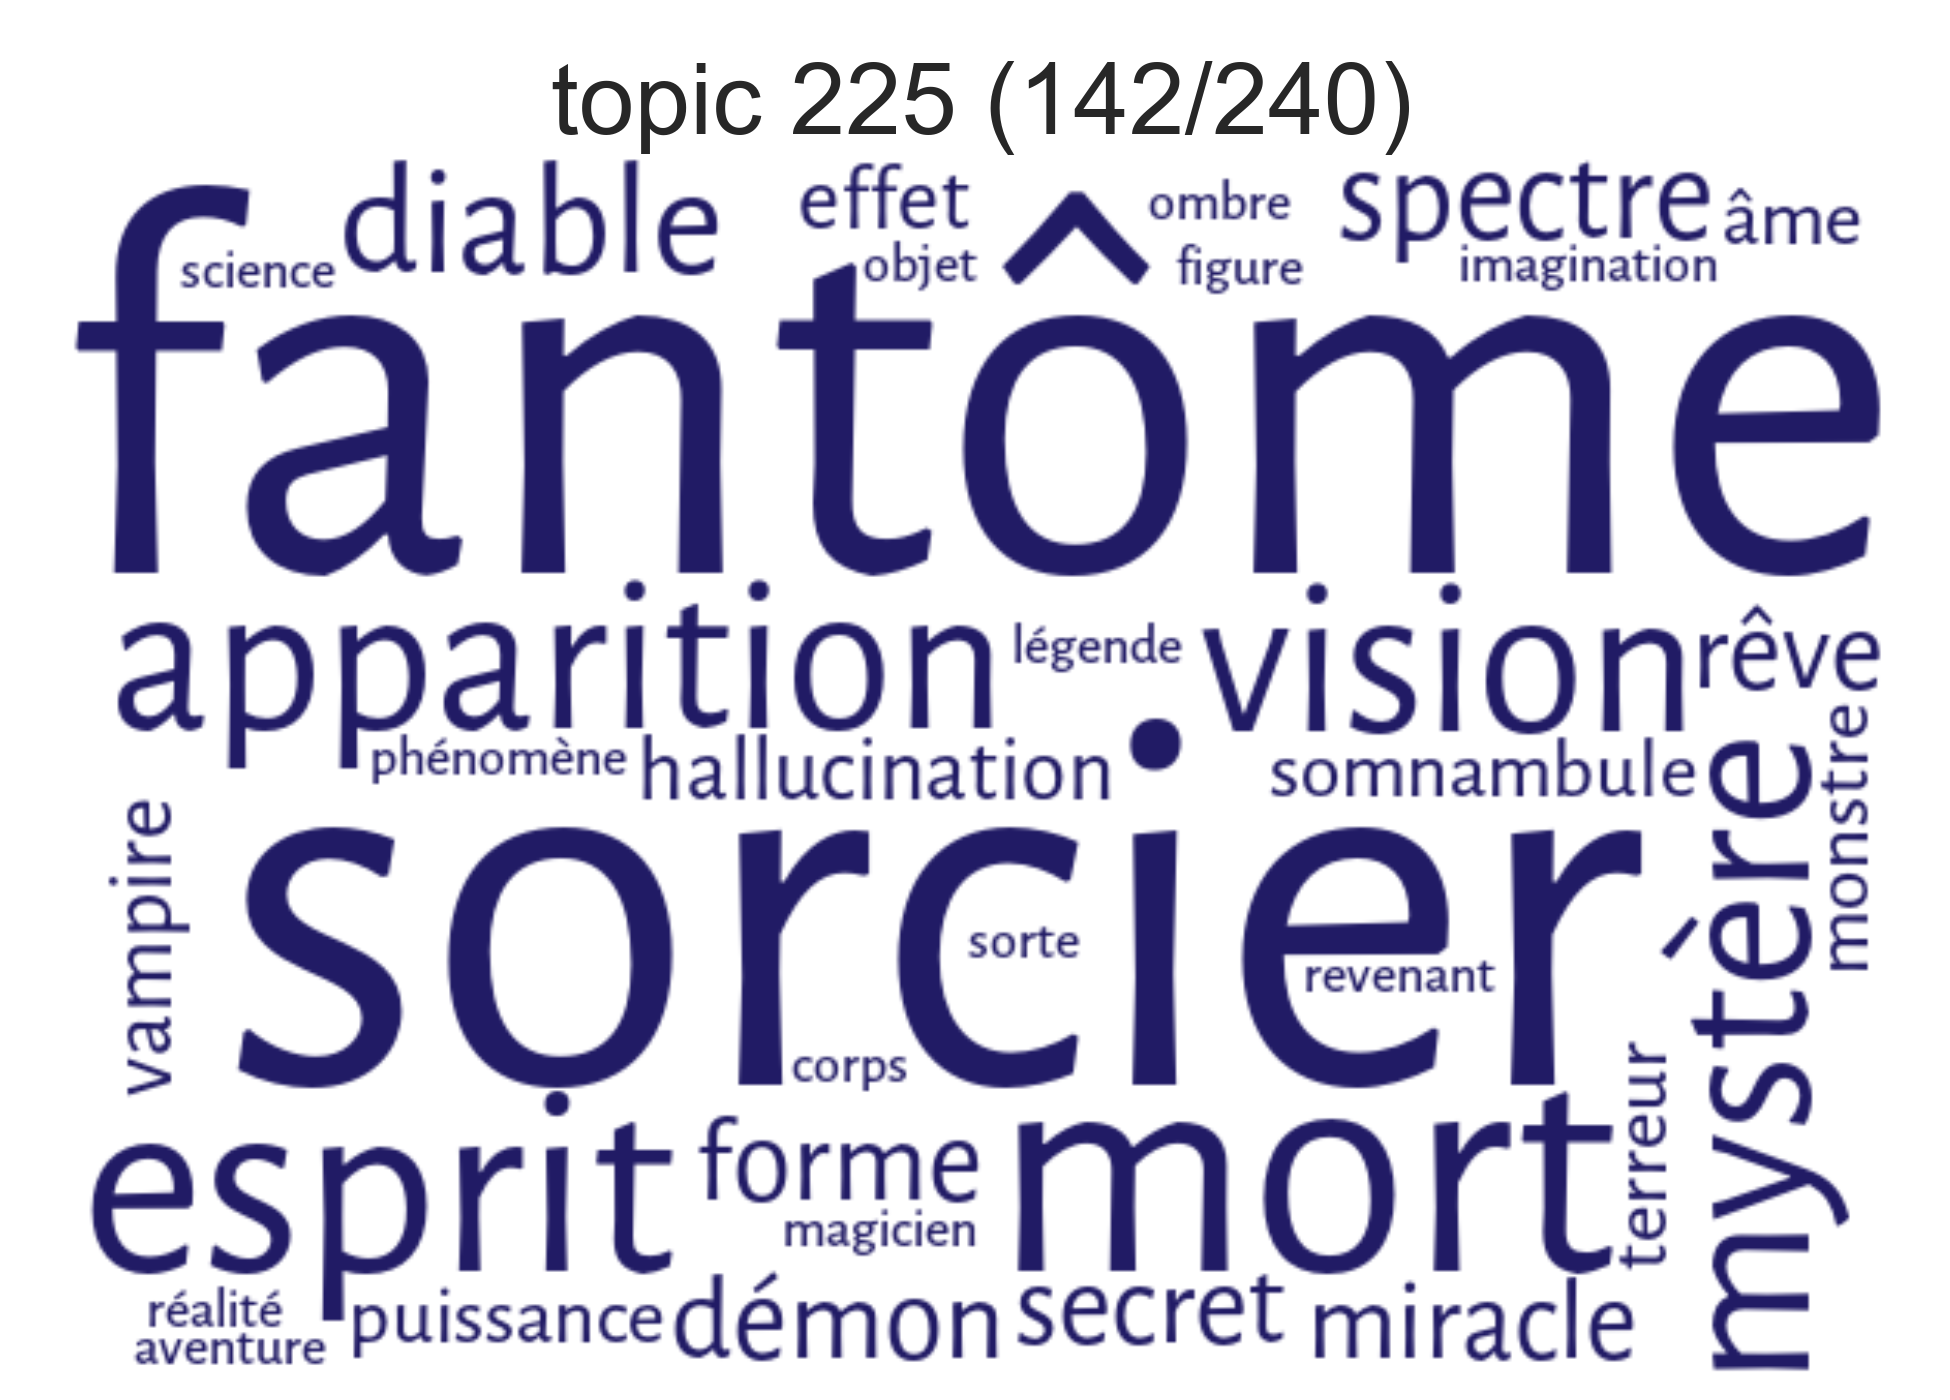 topic 225 (142/240)
diable
effet
ombre
spectre
âme
science
objet
figure
imagination
fantôme
apparition
légende
vision
rêve
phénomène
hallucination
somnambule
mystère
monstre
vampire
sorcier
sorte
revenant
corps
esprit
forme
mort
terreur
magicien
réalité
puissance
démon
secret
miracle
aventure